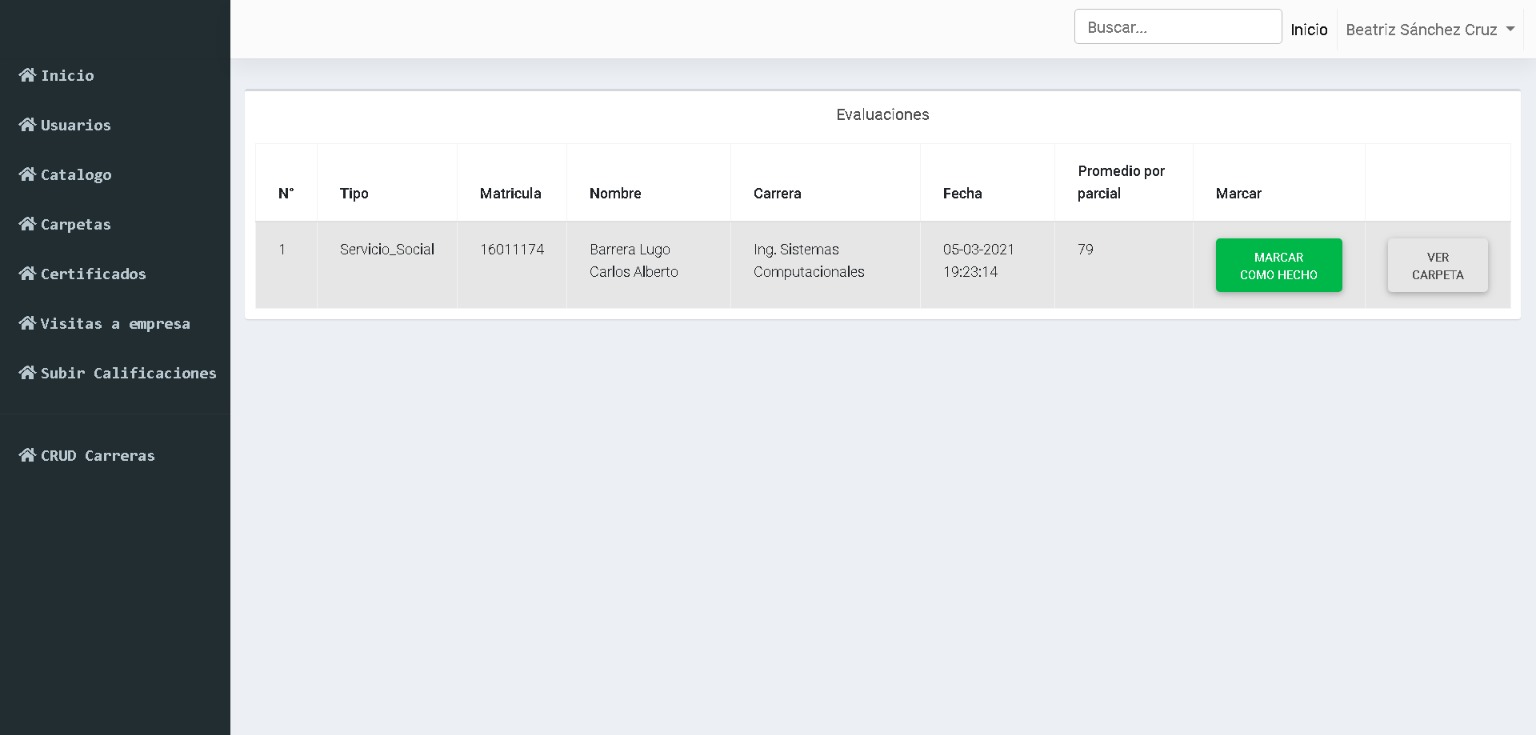 Buscar...
Inicio
Beatriz Sánchez Cruz
Inicio
Usuarios
Catalogo
Carpetas
Certificados
Visitas a empresa
Subir Calificaciones
CRUD Carreras
Evaluaciones
N° Tipo Matricula Nombre Carrera Fecha Promedio por parcial Marcar
1 Servicio_Social 16011174 Barrera Lugo Ing. Sistemas 05-03-2021 79
Carlos Alberto Computacionales 19:23:14
MARCAR
COMO HECHO
VER
CARPETA